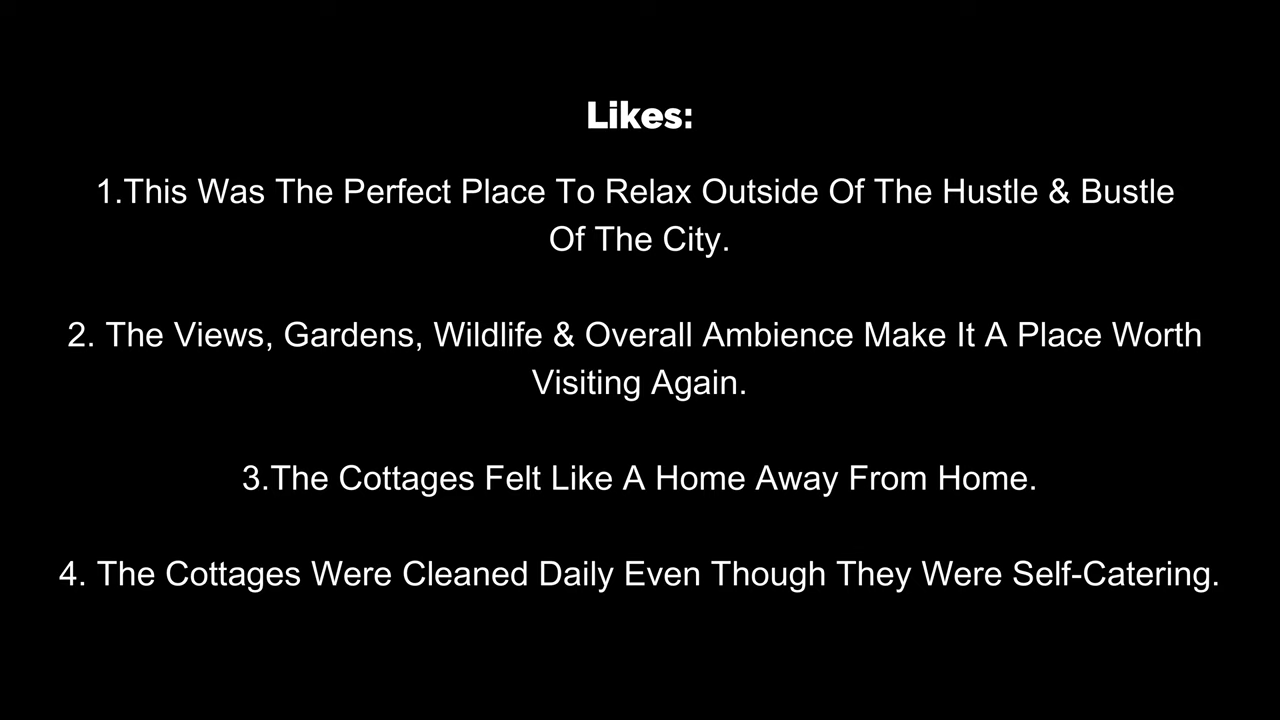 Likes:
1.This Was The Perfect Place To Relax Outside Of The Hustle & Bustle
Of The City.
2. The Views, Gardens, Wildlife & Overall Ambience Make It A Place Worth
Visiting Again.
3.The Cottages Felt Like A Home Away From Home.
4. The Cottages Were Cleaned Daily Even Though They Were Self-Catering.